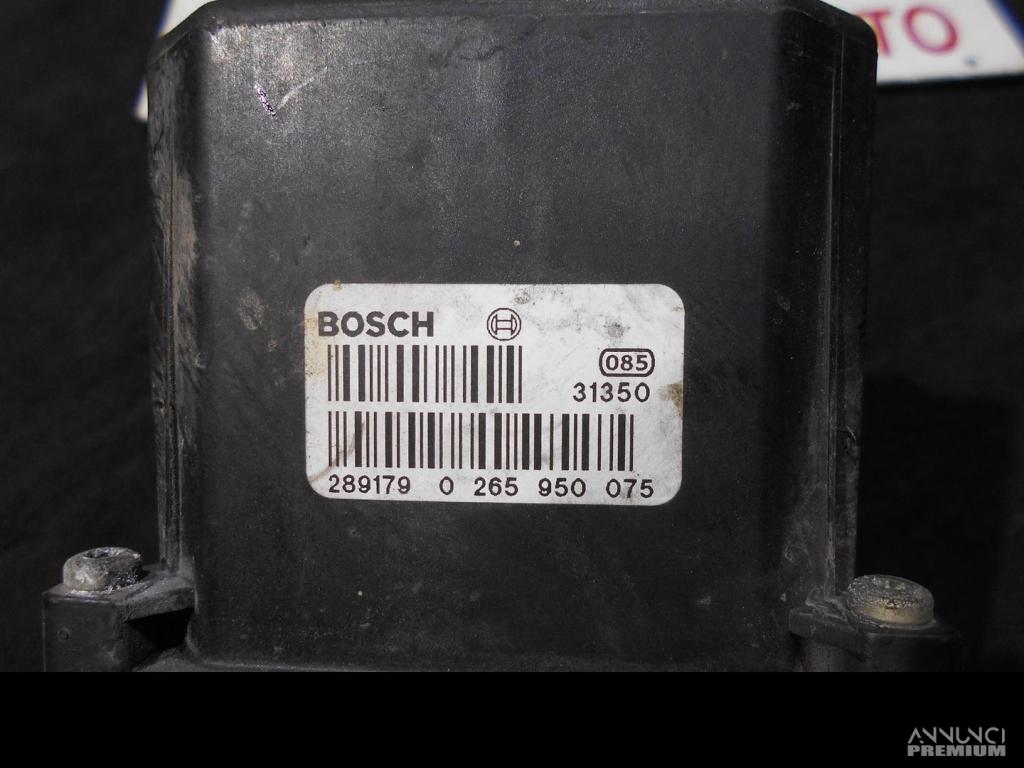 TO
BOSCH
085
31350
289179 0 265 950 075
ANNUNCI
PREMIUM